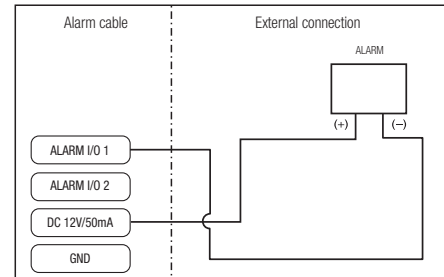 Alarm cable
External connection
ALARM
(+)
(−)
ALARM I/O 1
ALARM I/O 2
DC 12V/50mA
GND